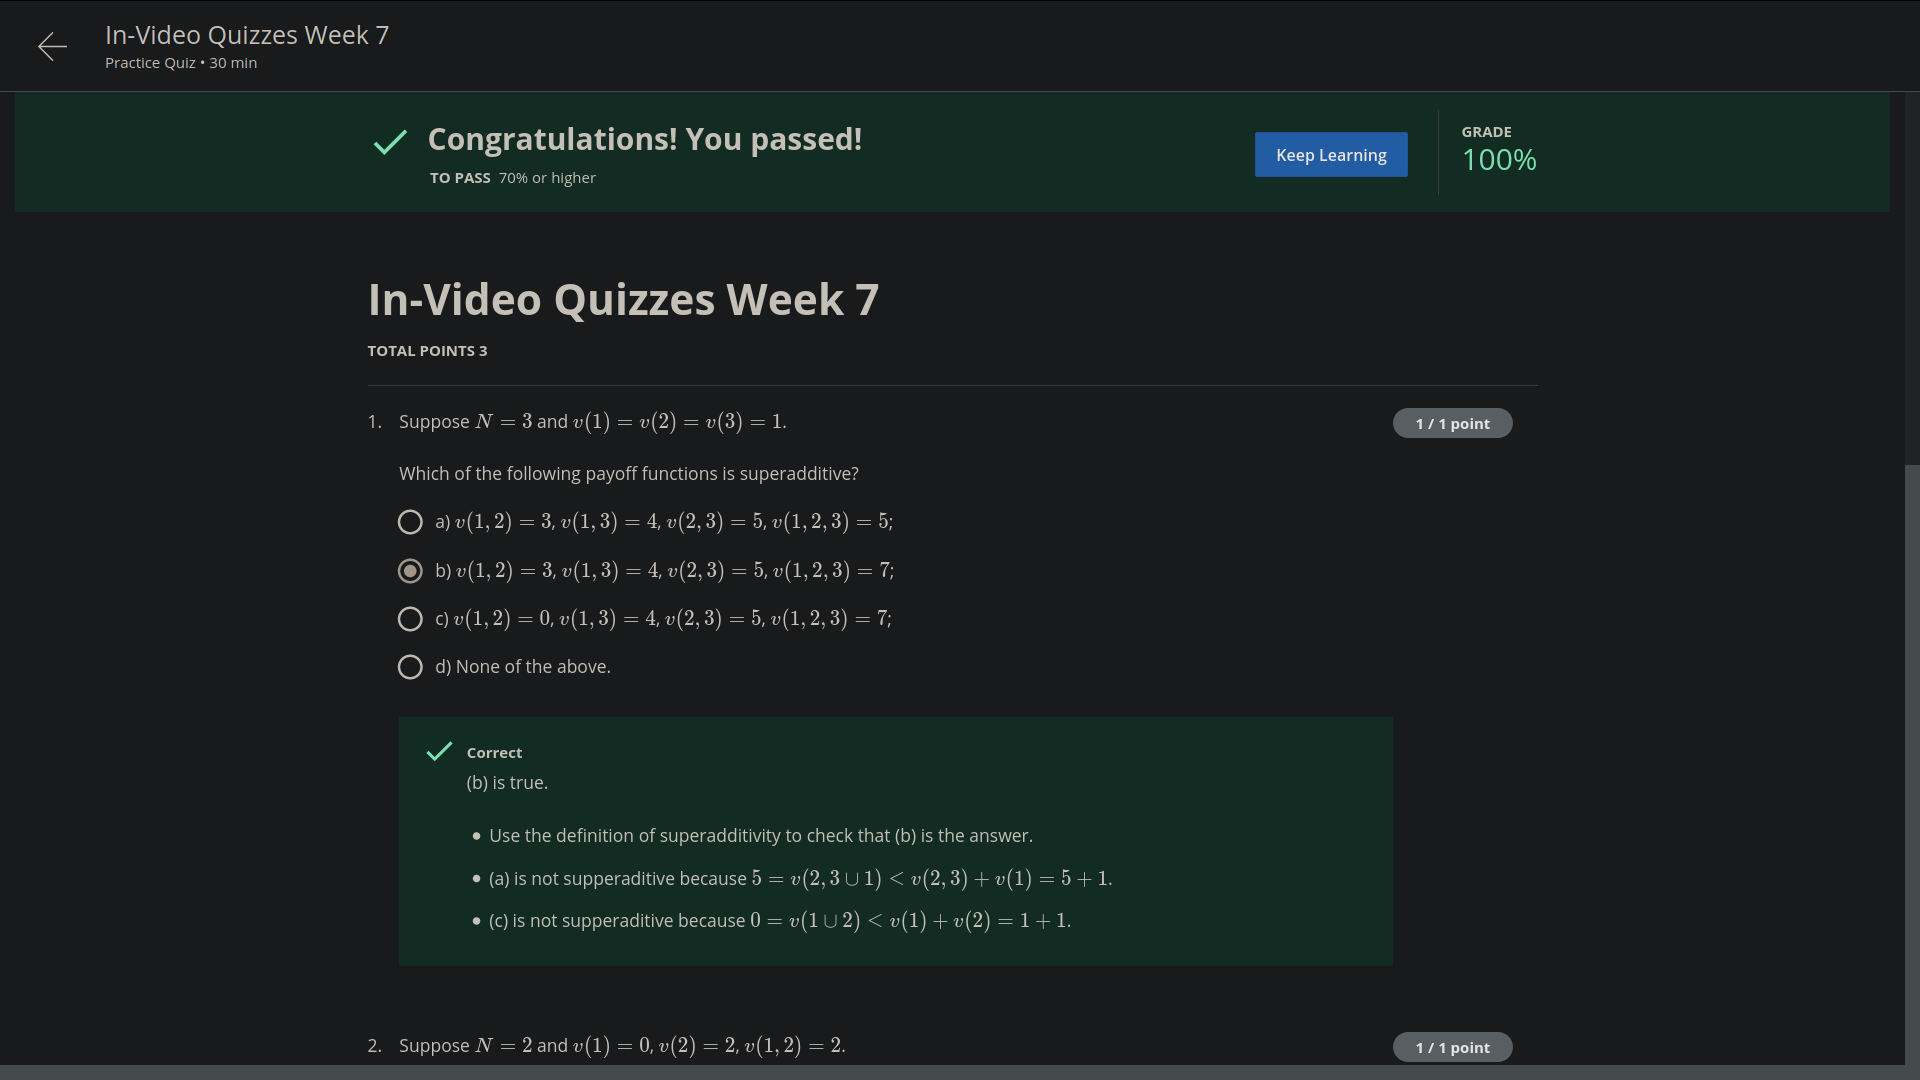 In-Video Quizzes Week 7
Practice Quiz • 30 min
Congratulations! You passed!
TO PASS 70% or higher
Keep Learning
GRADE
100%
In-Video Quizzes Week 7
TOTAL POINTS 3
1. Suppose N = 3 and v(1) = v(2) = v(3) = 1.
1 / 1 point
Which of the following payoff functions is superadditive?
a) v(1, 2) = 3, v(1, 3) = 4, v(2, 3) = 5, v(1, 2, 3) = 5;
b) v(1, 2) = 3, v(1, 3) = 4, v(2, 3) = 5, v(1, 2, 3) = 7;
c) v(1, 2) = 0, v(1, 3) = 4, v(2, 3) = 5, v(1, 2, 3) = 7;
d) None of the above.
Correct
(b) is true.
• Use the definition of superadditivity to check that (b) is the answer.
• (a) is not supperaditive because 5 = v(2, 3 ∪ 1) < v(2, 3) + v(1) = 5 + 1.
• (c) is not supperaditive because 0 = v(1 ∪ 2) < v(1) + v(2) = 1 + 1.
2. Suppose N = 2 and v(1) = 0, v(2) = 2, v(1, 2) = 2.
1 / 1 point